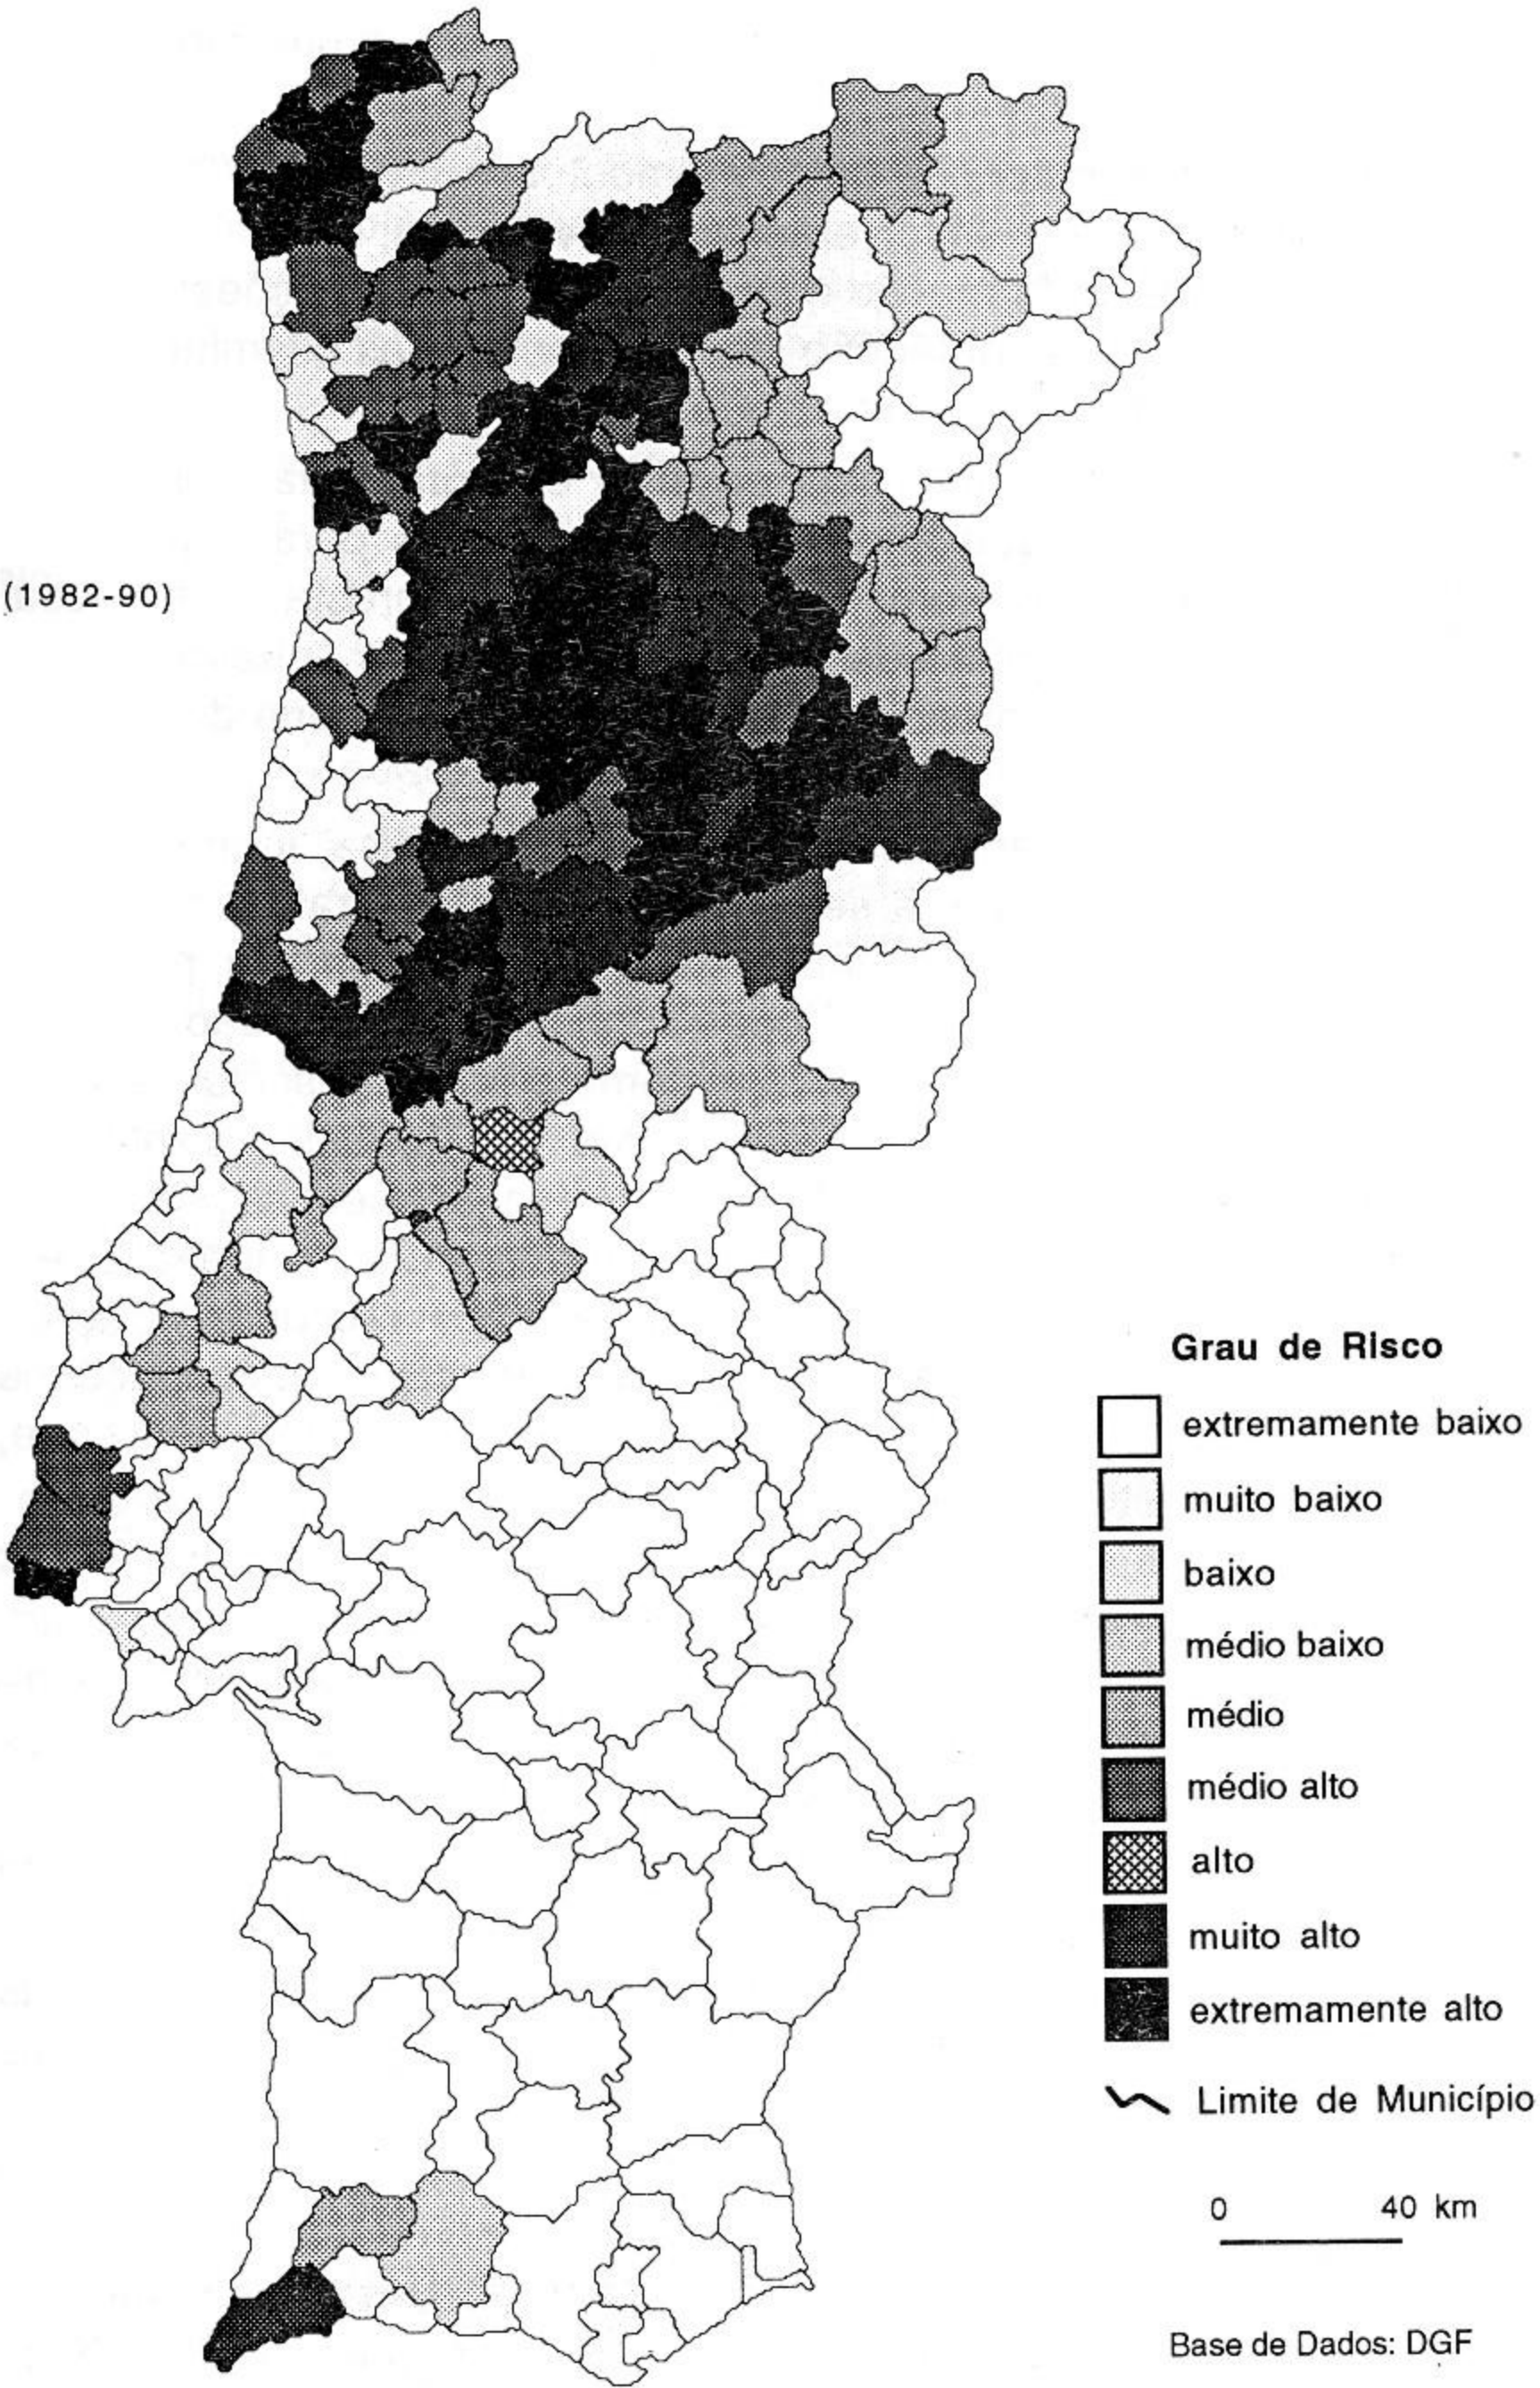 (1982-90)
Grau de Risco
extremamente baixo
muito baixo
baixo
médio baixo
médio
médio alto
alto
muito alto
extremamente alto
Limite de Município
0 40 km
Base de Dados: DGF